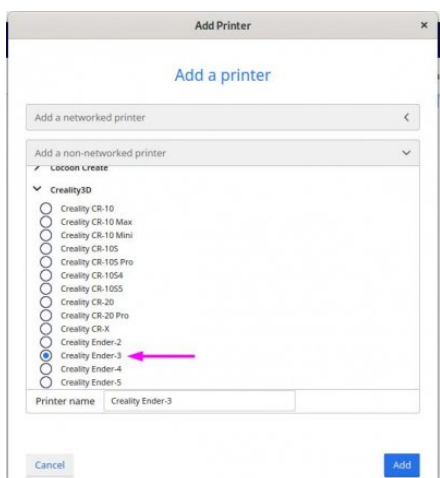 Add Printer
Add a printer
Add a networked printer
Add a non-networked printer
Cocoon Create
Creality3D
Creality CR-10
Creality CR-10 Max
Creality CR-10 Mini
Creality CR-10S
Creality CR-10S Pro
Creality CR-10S4
Creality CR-10S5
Creality CR-20
Creality CR-20 Pro
Creality CR-X
Creality Ender-2
Creality Ender-3
Creality Ender-4
Creality Ender-5
Printer name Creality Ender-3
Cancel Add